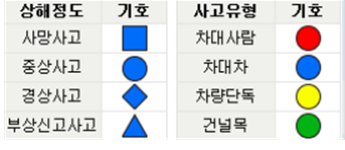 상해정도 기호 사고유형 기호
사망사고 차대사람
중상사고 차대차
경상사고 차량단독
부상신고사고 건널목